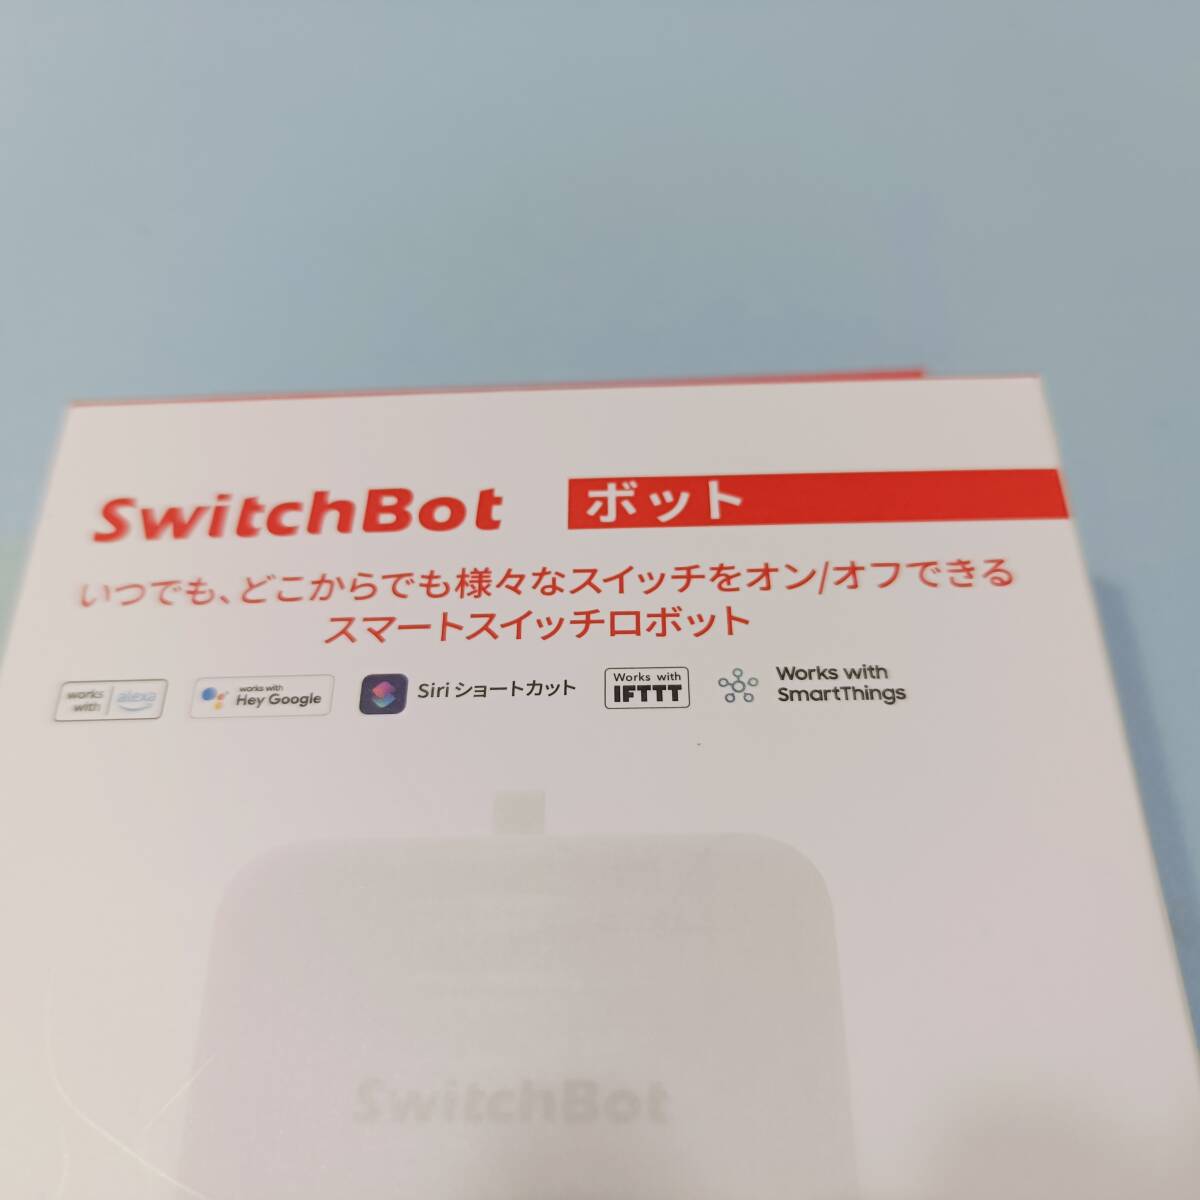 SwitchBot ボット
いつでも、どこからでも様々なスイッチをオン/オフできる
スマートスイッチロボット
works with alexa
works with Hey Google
Siri ショートカット
Works with IFTTT
Works with SmartThings
SwitchBot